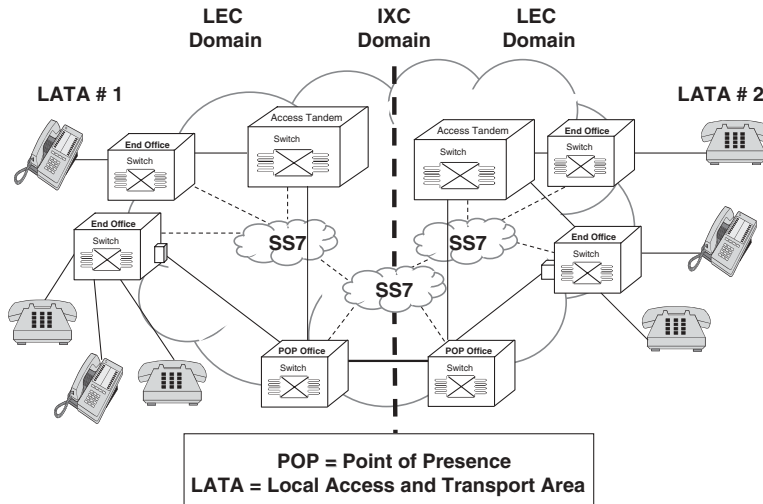 LEC
Domain
IXC
Domain
LEC
Domain
LATA # 1
LATA # 2
Access Tandem
Switch
Access Tandem
Switch
End Office
Switch
End Office
Switch
End Office
Switch
End Office
Switch
SS7
SS7
SS7
POP Office
Switch
POP Office
Switch
POP = Point of Presence
LATA = Local Access and Transport Area